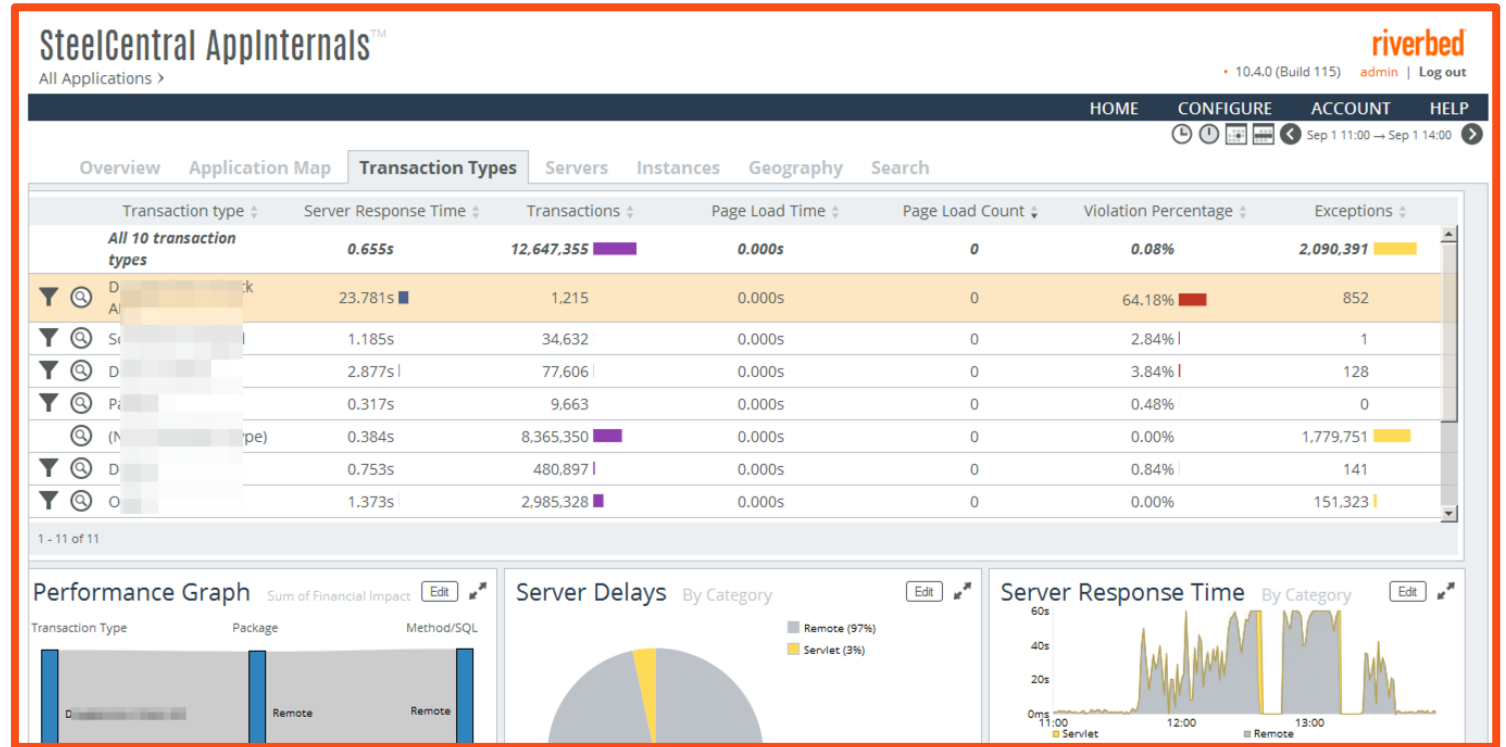 SteelCentral AppInternals™
riverbed
All Applications >
• 10.4.0 (Build 115) admin | Log out
HOME CONFIGURE ACCOUNT HELP
Sep 1 11:00 → Sep 1 14:00
Overview Application Map Transaction Types Servers Instances Geography Search
Transaction type Server Response Time Transactions Page Load Time Page Load Count Violation Percentage Exceptions
All 10 transaction types 0.655s 12,647,355 0.000s 0 0.08% 2,090,391
23.781s 1,215 0.000s 0 64.18% 852
1.185s 34,632 0.000s 0 2.84% 1
2.877s 77,606 0.000s 0 3.84% 128
0.317s 9,663 0.000s 0 0.48% 0
0.384s 8,365,350 0.000s 0 0.00% 1,779,751
0.753s 480,897 0.000s 0 0.84% 141
1.373s 2,985,328 0.000s 0 0.00% 151,323
1 - 11 of 11
Performance Graph Sum of Financial Impact Edit
Transaction Type Package Method/SQL
Remote Remote
Server Delays By Category Edit
Remote (97%)
Servlet (3%)
Server Response Time By Category Edit
60s
40s
20s
0ms
11:00 12:00 13:00
Servlet Remote